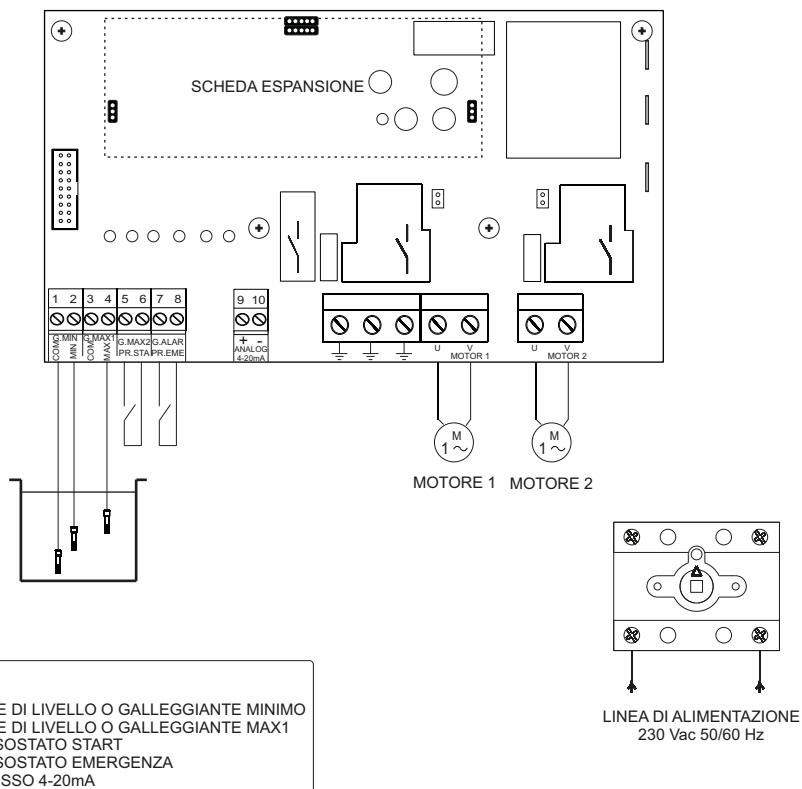 SCHEDA ESPANSIONE
1 2 3 4 5 6 7 8
9 10
G.MIN
COM
MIN
G.MAX1
COM
MAX1
G.MAX2
PR.STA
G.ALAR
PR.EME
+ -
ANALOG
4-20mA
U V
MOTOR 1
U V
MOTOR 2
M
1 ~
M
1 ~
MOTORE 1 MOTORE 2
E DI LIVELLO O GALLEGGIANTE MINIMO
E DI LIVELLO O GALLEGGIANTE MAX1
SOSTATO START
SOSTATO EMERGENZA
SSO 4-20mA
LINEA DI ALIMENTAZIONE
230 Vac 50/60 Hz